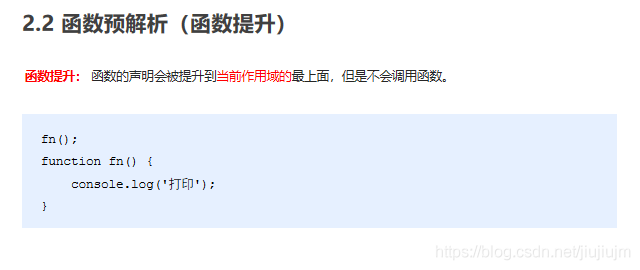 2.2 函数预解析（函数提升）
函数提升： 函数的声明会被提升到当前作用域的最上面，但是不会调用函数。
fn();
function fn() {
    console.log('打印');
}
https://blog.csdn.net/jiujiujm